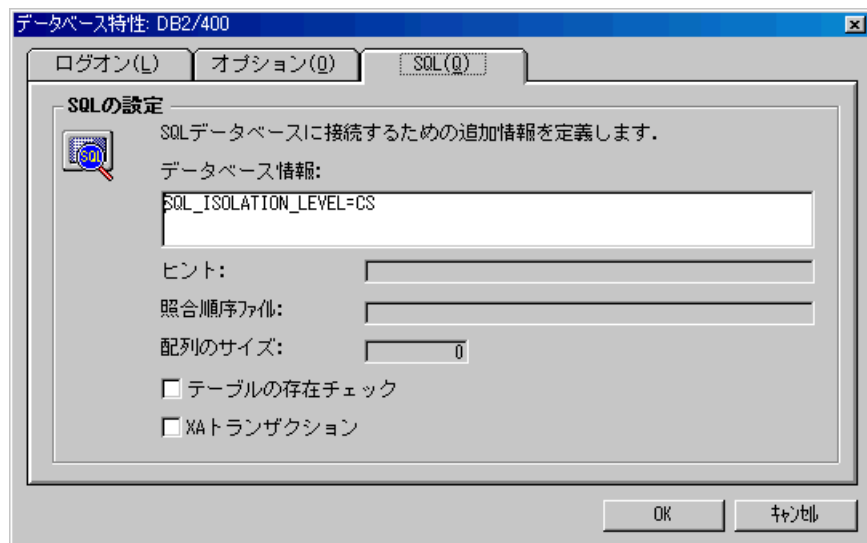 データベース特性: DB2/400
ログオン(L) オプション(O) SQL(Q)
SQLの設定
SQLデータベースに接続するための追加情報を定義します.
データベース情報:
SQL
SQL_ISOLATION_LEVEL=CS
ヒント:
照合順序ファイル:
配列のサイズ: 0
テーブルの存在チェック
XAトランザクション
OK キャンセル